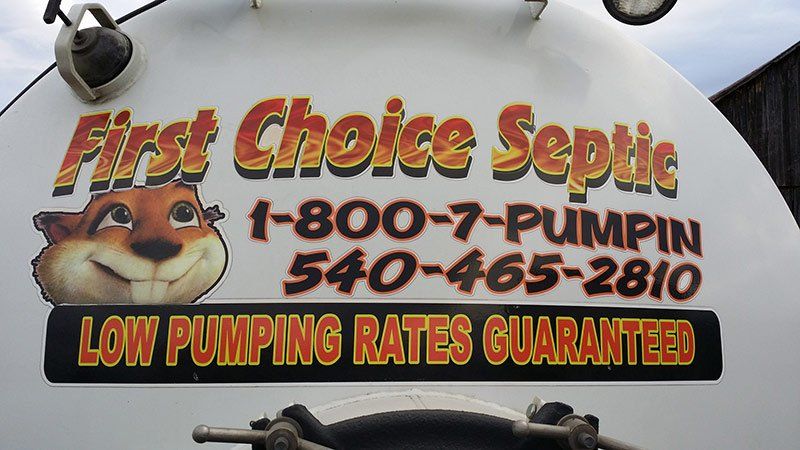 First Choice Septic
1-800-7-PUMPIN
540-465-2810
LOW PUMPING RATES GUARANTEED